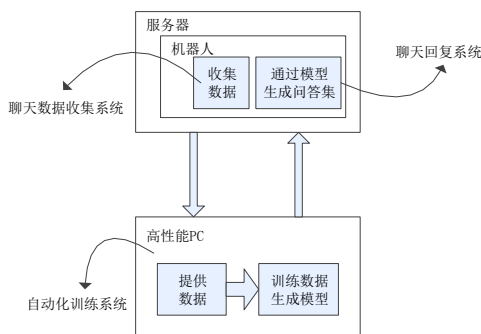 服务器
机器人
聊天回复系统
收集
数据
通过模型
生成问答集
聊天数据收集系统
高性能PC
提供
数据
训练数据
生成模型
自动化训练系统